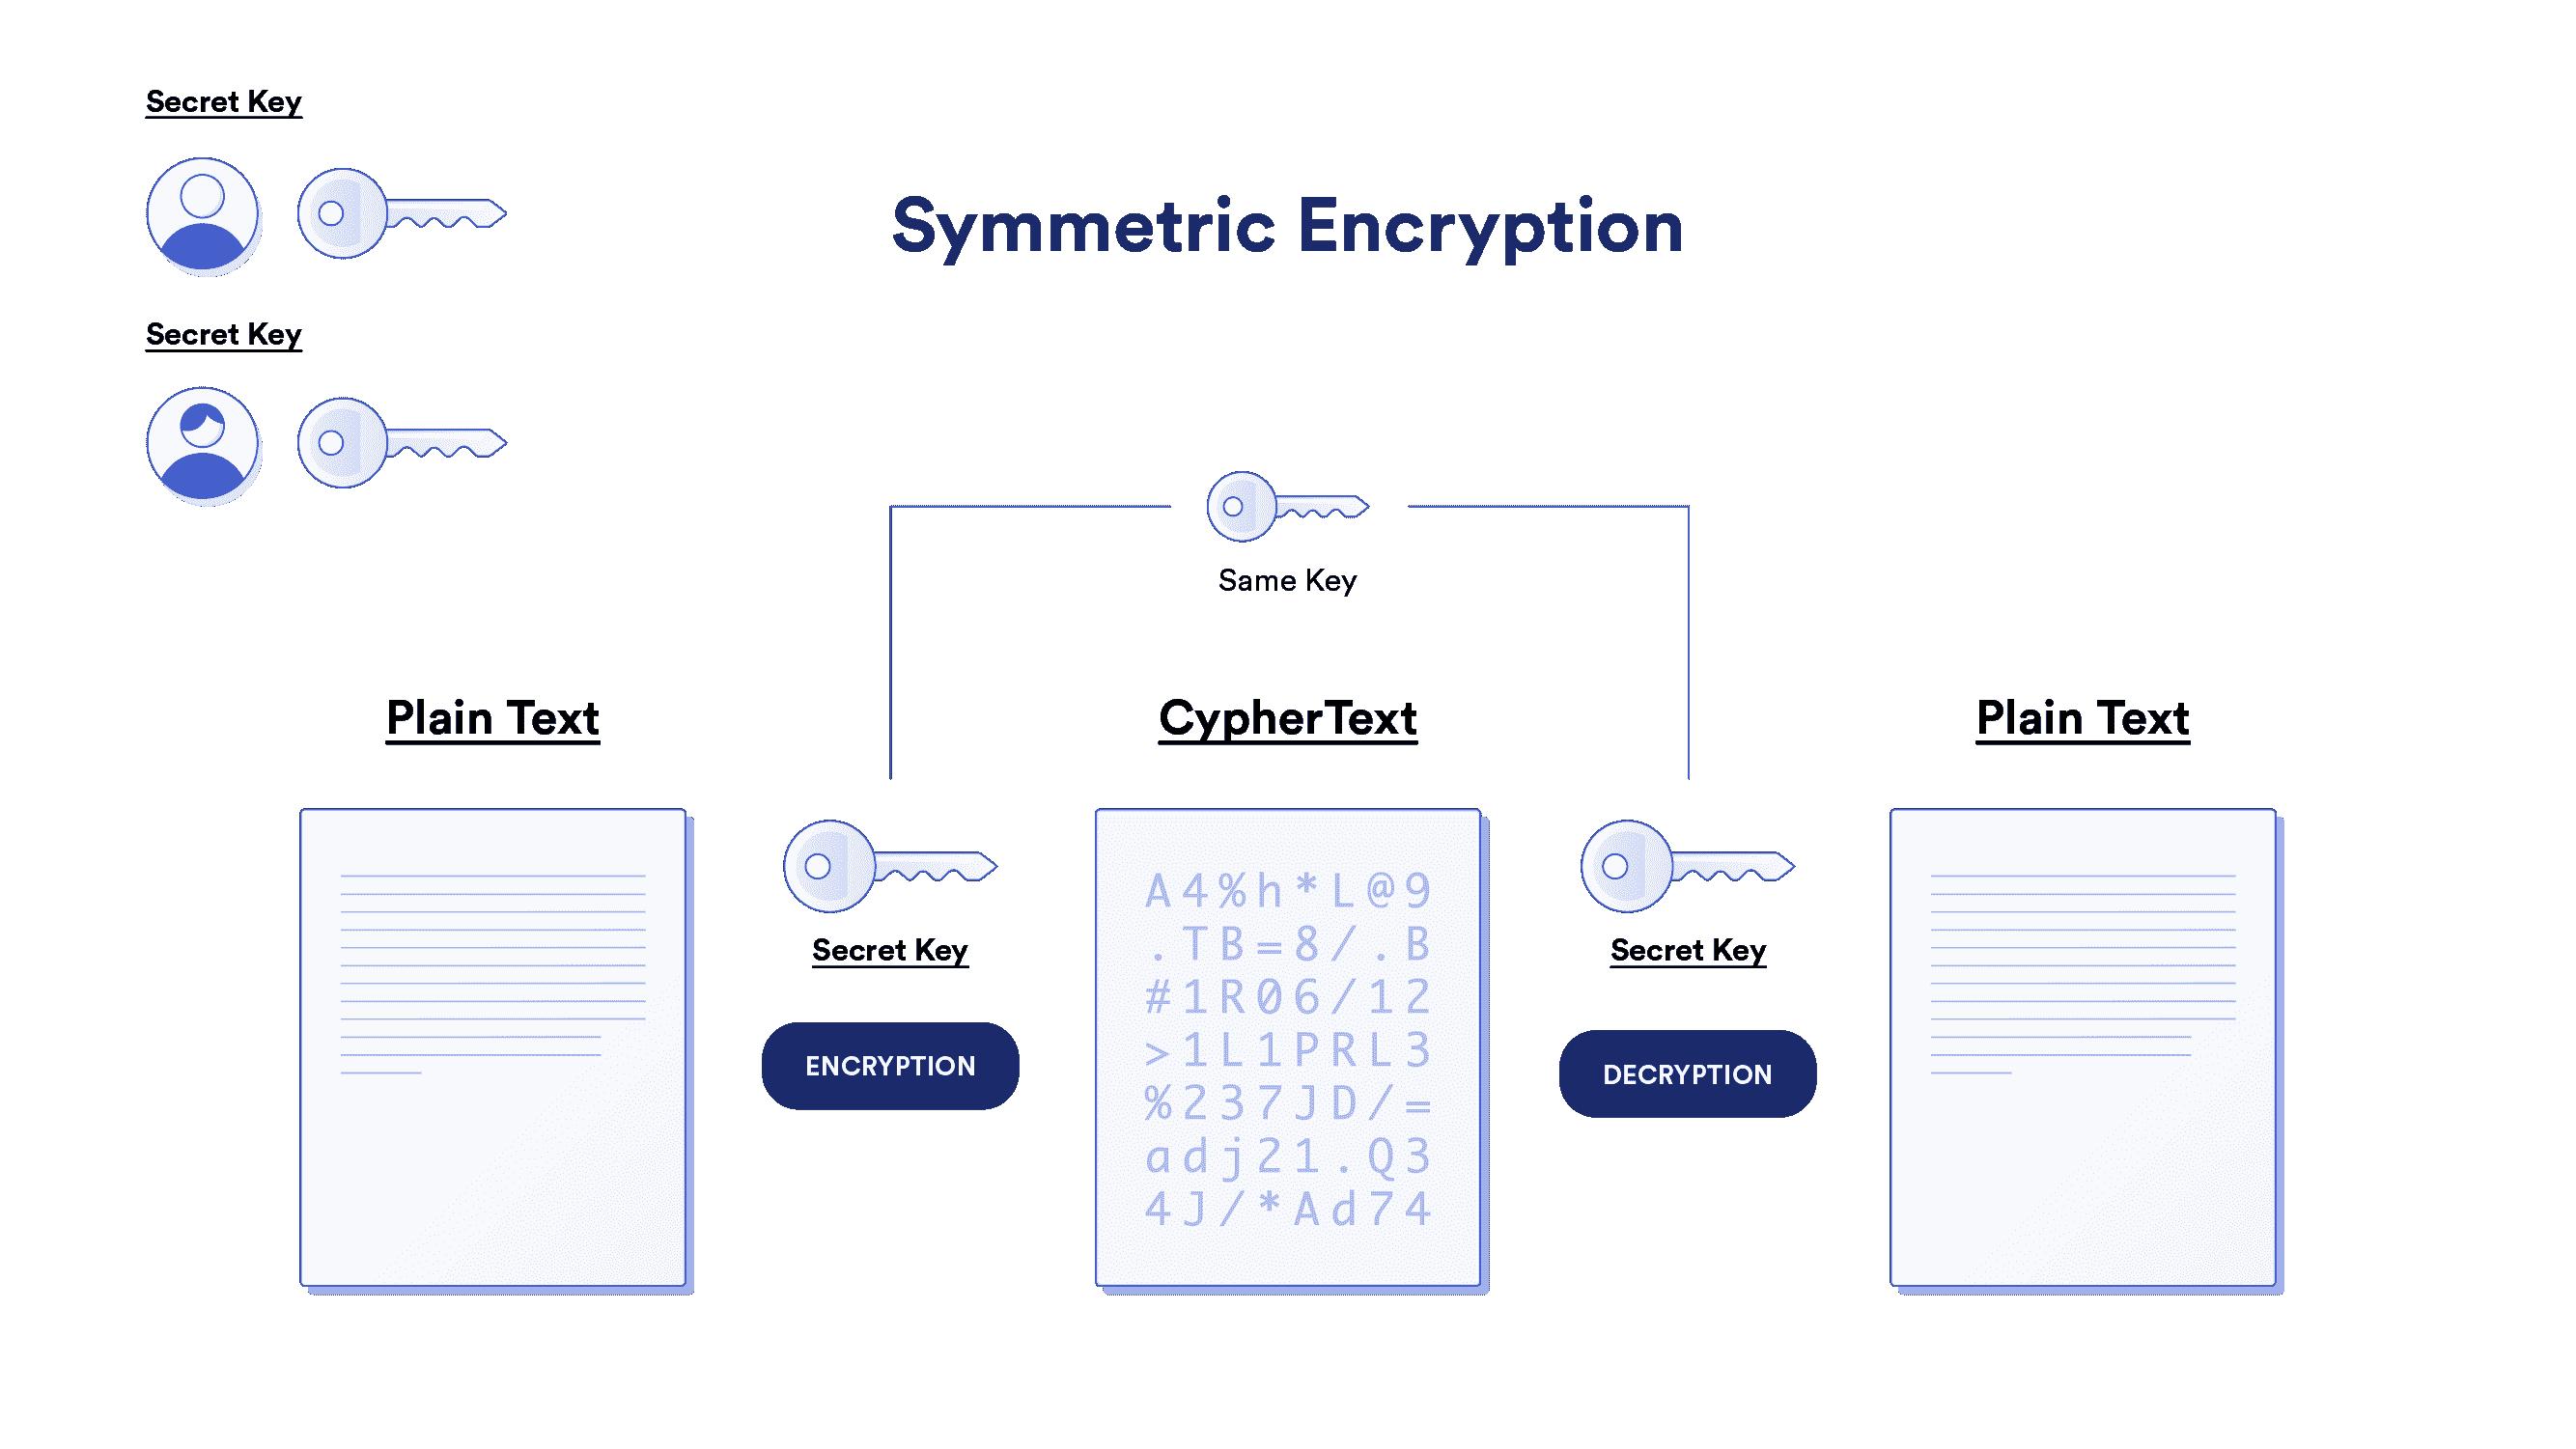 Secret Key
Symmetric Encryption
Secret Key
Same Key
Plain Text
CypherText
Plain Text
Secret Key
ENCRYPTION
A4%h*L@9
.TB=8/.B
#1R06/12
>1L1PRL3
%237JD/=
adj21.Q3
4J/*Ad74
Secret Key
DECRYPTION